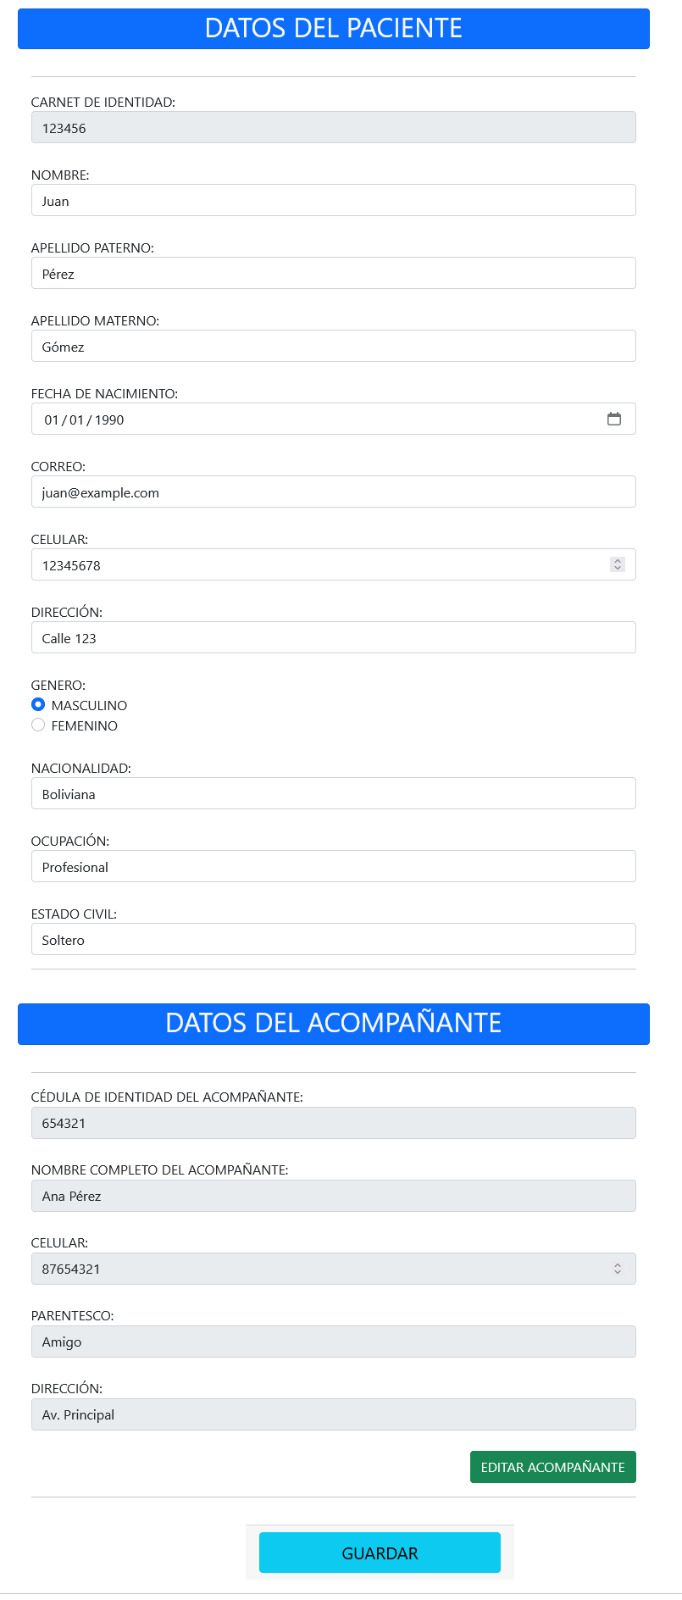 DATOS DEL PACIENTE
CARNET DE IDENTIDAD:
123456
NOMBRE:
Juan
APELLIDO PATERNO:
Pérez
APELLIDO MATERNO:
Gómez
FECHA DE NACIMIENTO:
01 / 01 / 1990
CORREO:
juan@example.com
CELULAR:
12345678
DIRECCIÓN:
Calle 123
GENERO:
MASCULINO
FEMENINO
NACIONALIDAD:
Boliviana
OCUPACIÓN:
Profesional
ESTADO CIVIL:
Soltero
DATOS DEL ACOMPAÑANTE
CÉDULA DE IDENTIDAD DEL ACOMPAÑANTE:
654321
NOMBRE COMPLETO DEL ACOMPAÑANTE:
Ana Pérez
CELULAR:
87654321
PARENTESCO:
Amigo
DIRECCIÓN:
Av. Principal
EDITAR ACOMPAÑANTE
GUARDAR